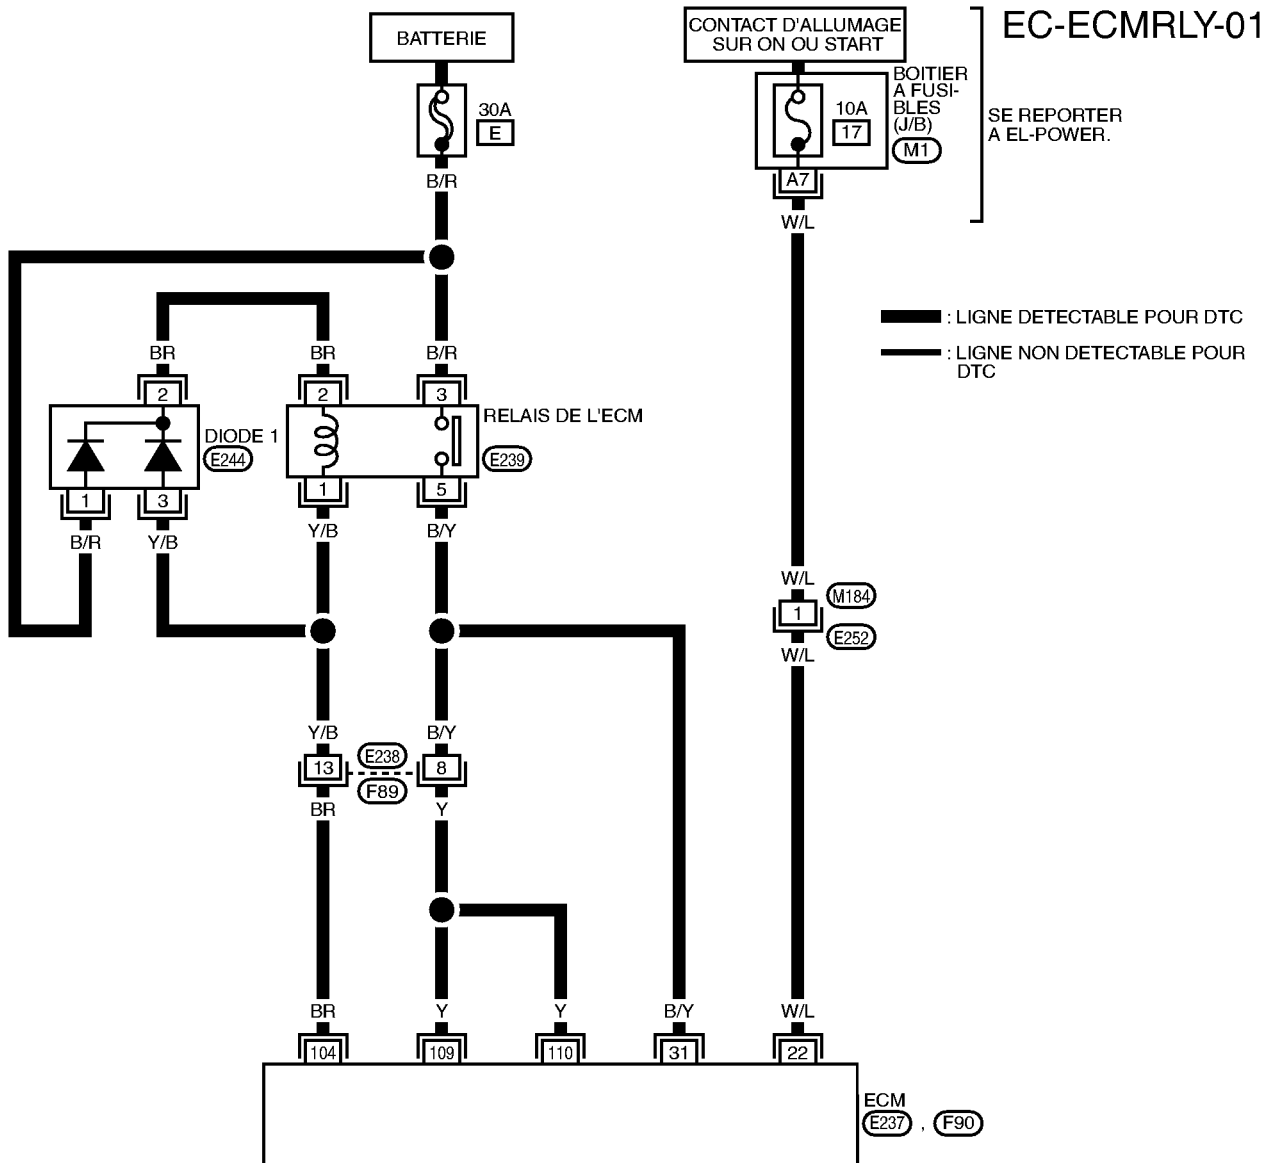 EC-ECMRLY-01
BATTERIE
CONTACT D'ALLUMAGE
SUR ON OU START
30A
E
10A
17
BOITIER
A FUSI-
BLES
(J/B)
M1
SE REPORTER
A EL-POWER.
A7
B/R
W/L
: LIGNE DETECTABLE POUR DTC
: LIGNE NON DETECTABLE POUR
DTC
BR
BR
B/R
2
2
3
RELAIS DE L'ECM
E239
DIODE 1
E244
1
3
1
5
B/R
Y/B
Y/B
B/Y
W/L
1
M184
E252
W/L
Y/B
B/Y
13
E238
F89
8
BR
Y
BR
Y
Y
B/Y
W/L
104
109
110
31
22
ECM
E237 , F90